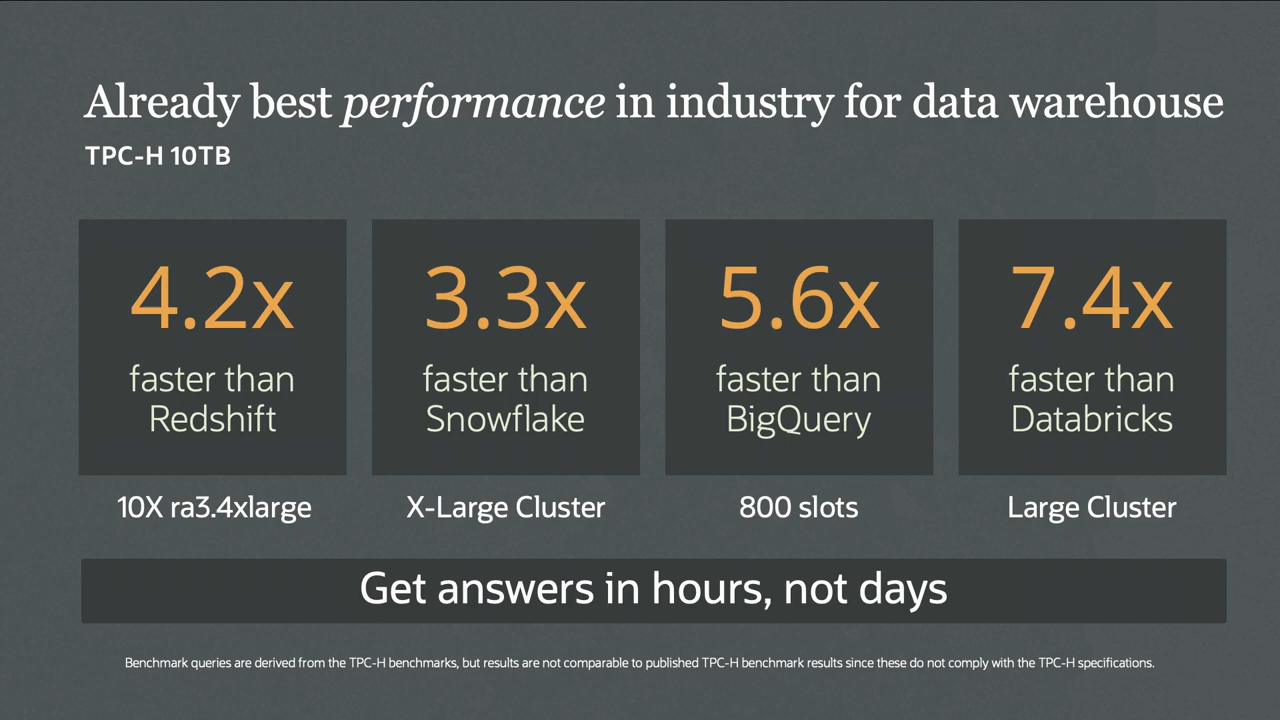 Already best performance in industry for data warehouse
TPC-H 10TB
4.2x
faster than
Redshift
10X ra3.4xlarge
3.3x
faster than
Snowflake
X-Large Cluster
5.6x
faster than
BigQuery
800 slots
7.4x
faster than
Databricks
Large Cluster
Get answers in hours, not days
Benchmark queries are derived from the TPC-H benchmarks, but results are not comparable to published TPC-H benchmark results since these do not comply with the TPC-H specifications.